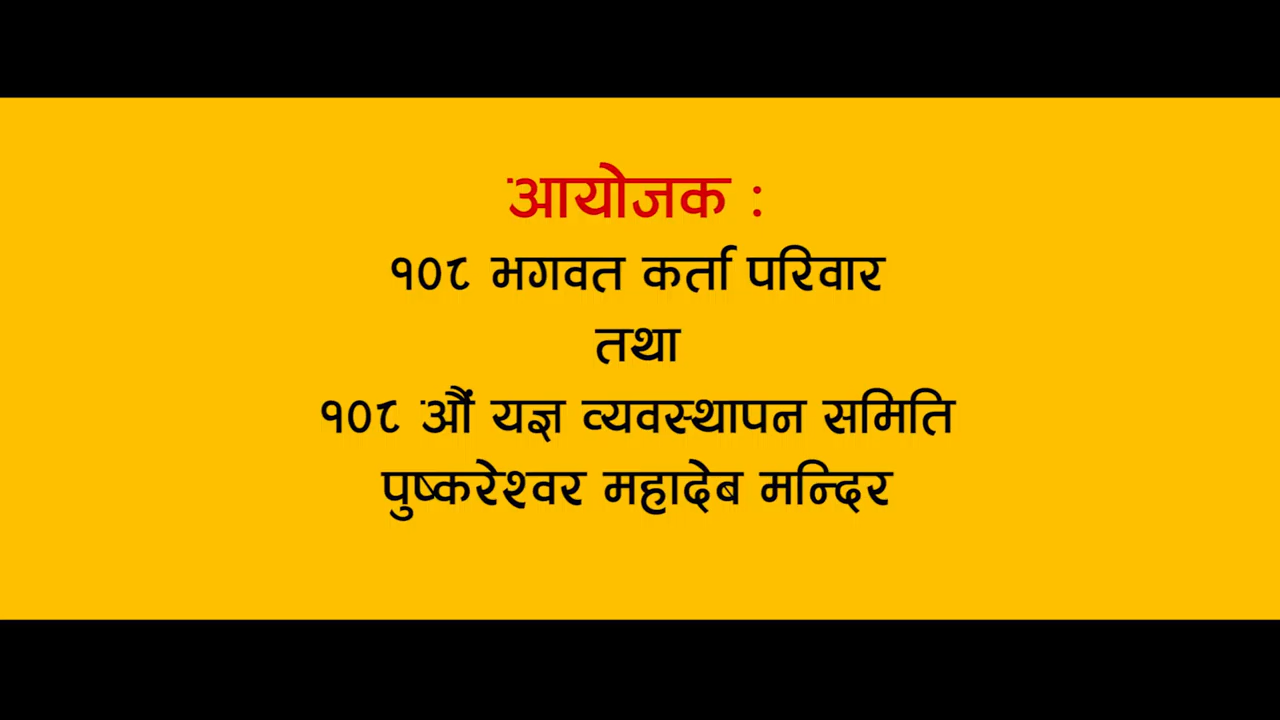 आयोजक :
१०८ भगवत कर्ता परिवार
तथा
१०८ औं यज्ञ व्यवस्थापन समिति
पुष्करेश्वर महादेब मन्दिर